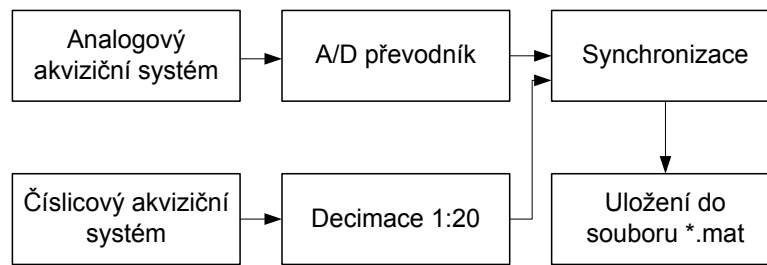 Analogový
akviziční systém
A/D převodník
Synchronizace
Číslicový akviziční
systém
Decimace 1:20
Uložení do
souboru *.mat